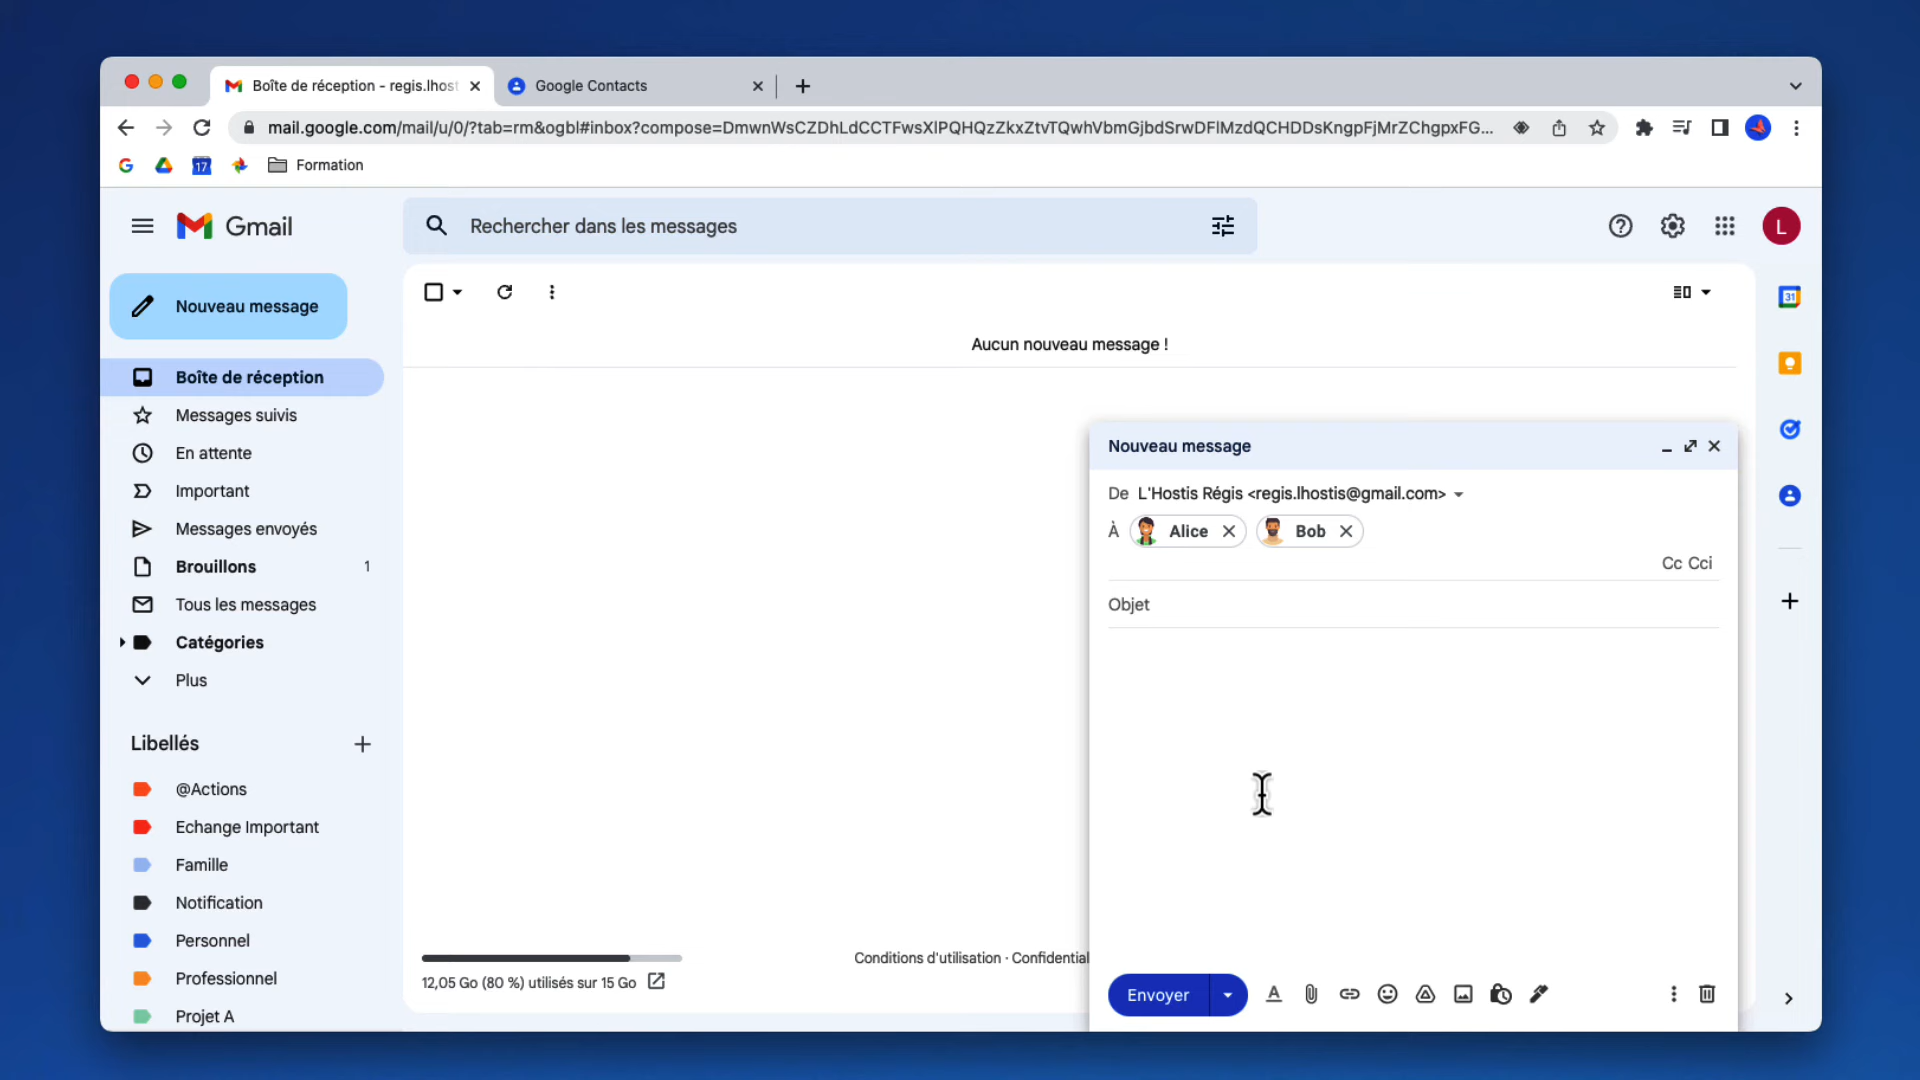 Boîte de réception - regis.lhost
Google Contacts
mail.google.com/mail/u/0/?tab=rm&ogbl#inbox?compose=DmwnWsCZDhLdCCTFwsXlPQHQzZkxZtvTQwhVbmGjbdSrwDFlMzdQCHDDsKngpFjMrZChgpxFG...
17
Formation
Gmail
Rechercher dans les messages
L
Nouveau message
31
Aucun nouveau message !
Boîte de réception
Messages suivis
En attente
Important
Messages envoyés
Brouillons 1
Tous les messages
Catégories
Plus
Libellés
@Actions
Echange Important
Famille
Notification
Personnel
Professionnel
Projet A
12,05 Go (80 %) utilisés sur 15 Go
Conditions d'utilisation · Confidential
Nouveau message
De L'Hostis Régis <regis.lhostis@gmail.com>
À Alice Bob
Cc Cci
Objet
Envoyer